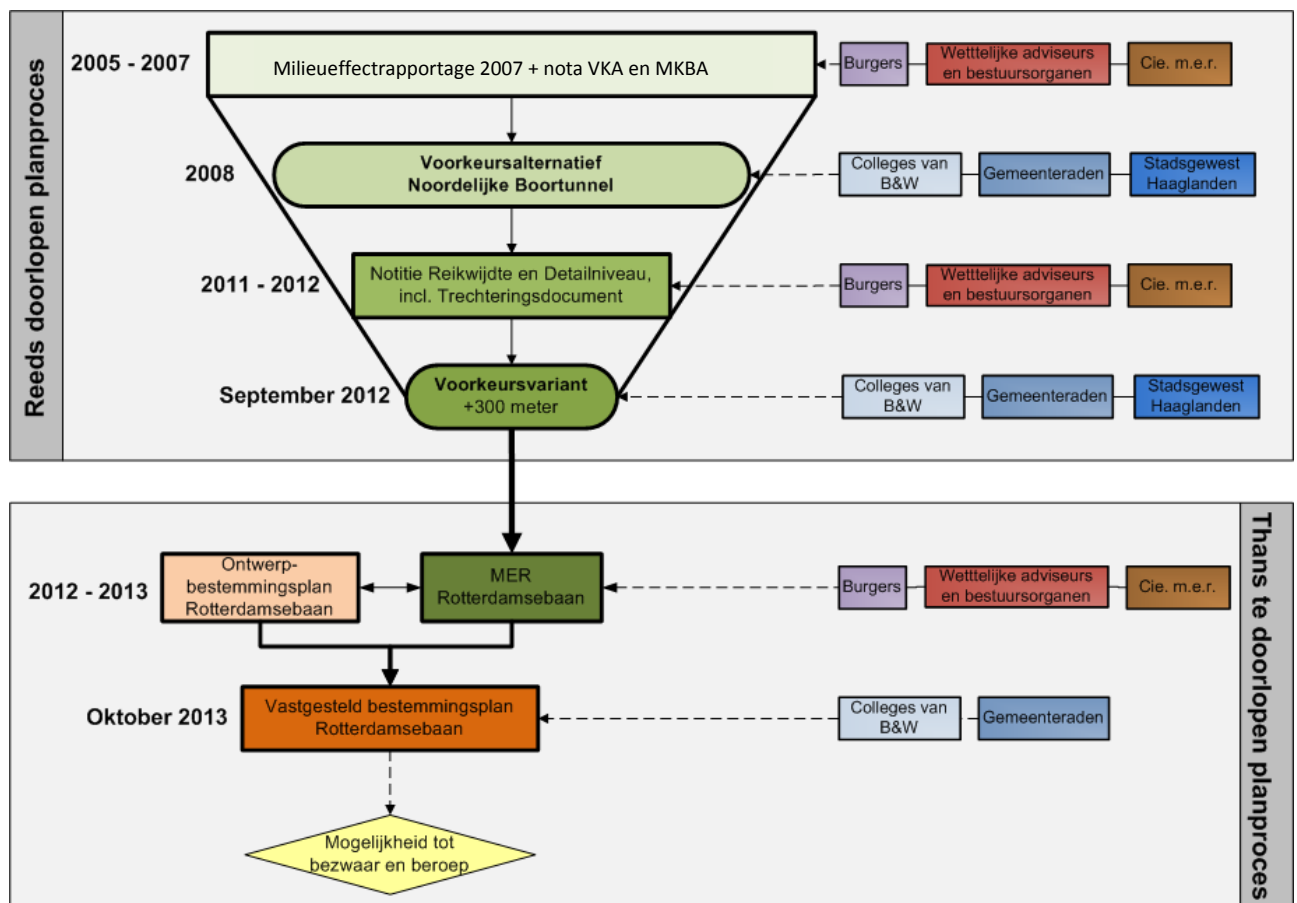 Reeds doorlopen planproces
2005 - 2007
Milieueffectrapportage 2007 + nota VKA en MKBA
Burgers
Wetttelijke adviseurs
en bestuursorganen
Cie. m.e.r.
2008
Voorkeursalternatief
Noordelijke Boortunnel
Colleges van
B&W
Gemeenteraden
Stadsgewest
Haaglanden
2011 - 2012
Notitie Reikwijdte en Detailniveau,
incl. Trechteringsdocument
Burgers
Wetttelijke adviseurs
en bestuursorganen
Cie. m.e.r.
September 2012
Voorkeursvariant
+300 meter
Colleges van
B&W
Gemeenteraden
Stadsgewest
Haaglanden
Thans te doorlopen planproces
2012 - 2013
Ontwerp-
bestemmingsplan
Rotterdamsebaan
MER
Rotterdamsebaan
Burgers
Wetttelijke adviseurs
en bestuursorganen
Cie. m.e.r.
Oktober 2013
Vastgesteld bestemmingsplan
Rotterdamsebaan
Colleges van
B&W
Gemeenteraden
Mogelijkheid tot
bezwaar en beroep